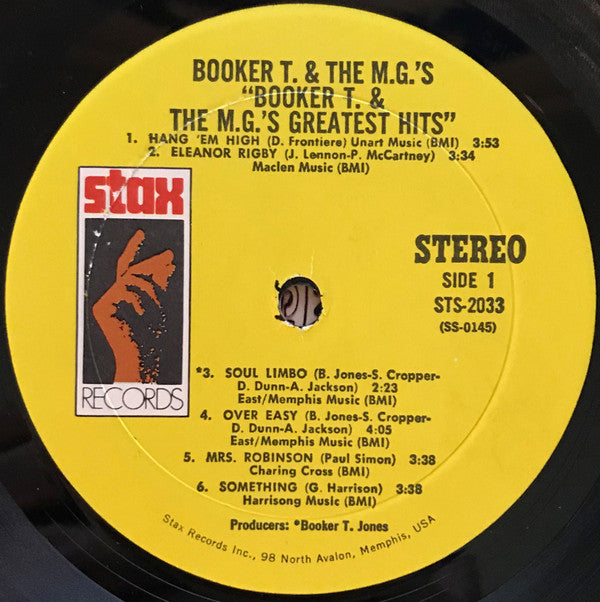 BOOKER T. & THE M.G.'S
"BOOKER T. &
THE M.G.'S GREATEST HITS"
1. HANG 'EM HIGH (D. Frontiere) Unart Music (BMI) 3:53
2. ELEANOR RIGBY (J. Lennon-P. McCartney) 3:34
Maclen Music (BMI)
stax
RECORDS
STEREO
SIDE 1
STS-2033
(SS-0145)
*3. SOUL LIMBO (B. Jones-S. Cropper-
D. Dunn-A. Jackson) 2:23
East/Memphis Music (BMI)
4. OVER EASY (B. Jones-S. Cropper-
D. Dunn-A. Jackson) 4:05
East/Memphis Music (BMI)
5. MRS. ROBINSON (Paul Simon) 3:38
Charing Cross (BMI)
6. SOMETHING (G. Harrison) 3:38
Harrisong Music (BMI)
Producers: *Booker T. Jones
Stax Records Inc., 98 North Avalon, Memphis, USA